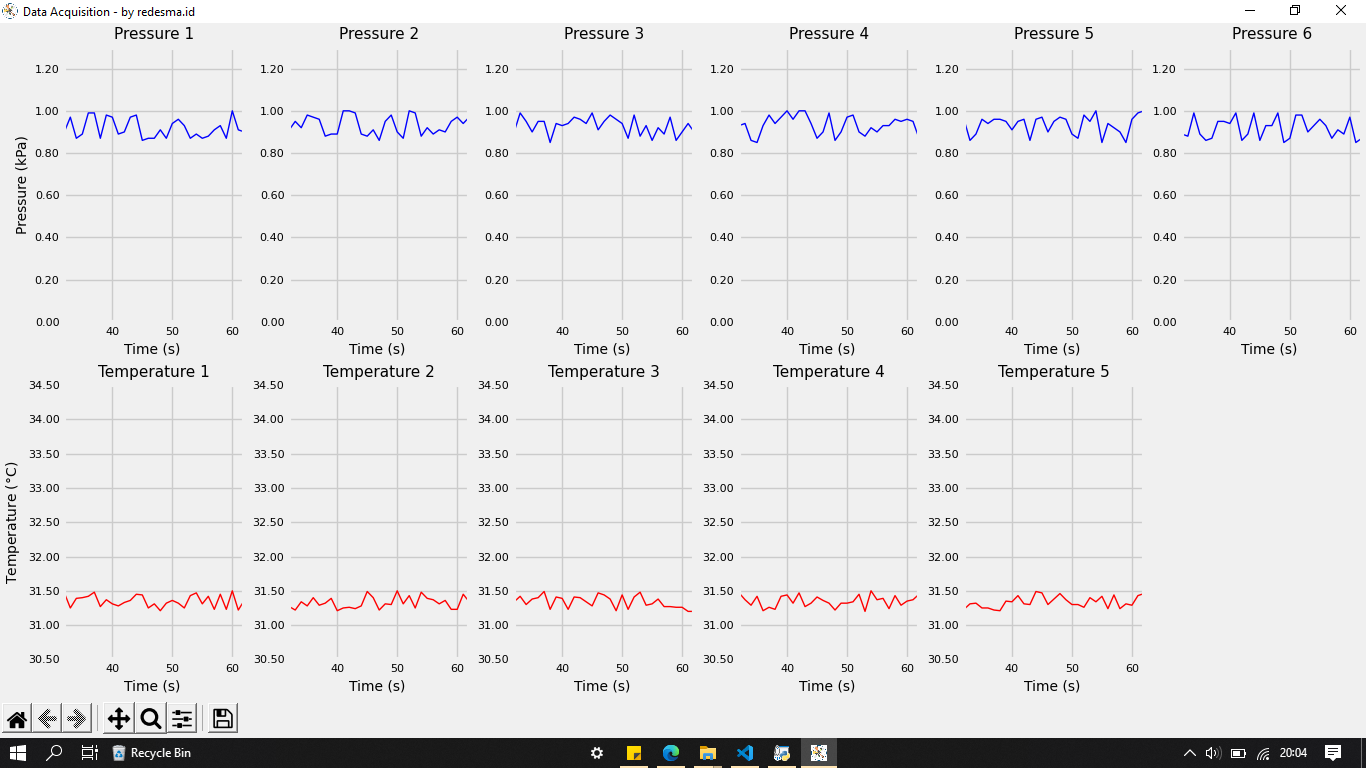 Data Acquisition - by redesma.id
Pressure 1 Pressure 2 Pressure 3 Pressure 4 Pressure 5 Pressure 6
1.20 1.20 1.20 1.20 1.20 1.20
1.00 1.00 1.00 1.00 1.00 1.00
0.80 0.80 0.80 0.80 0.80 0.80
Pressure (kPa)
0.60 0.60 0.60 0.60 0.60 0.60
0.40 0.40 0.40 0.40 0.40 0.40
0.20 0.20 0.20 0.20 0.20 0.20
0.00 0.00 0.00 0.00 0.00 0.00
40 50 60 40 50 60 40 50 60 40 50 60 40 50 60 40 50 60
Time (s) Time (s) Time (s) Time (s) Time (s) Time (s)
Temperature 1 Temperature 2 Temperature 3 Temperature 4 Temperature 5
34.50 34.50 34.50 34.50 34.50
34.00 34.00 34.00 34.00 34.00
33.50 33.50 33.50 33.50 33.50
33.00 33.00 33.00 33.00 33.00
Temperature (°C)
32.50 32.50 32.50 32.50 32.50
32.00 32.00 32.00 32.00 32.00
31.50 31.50 31.50 31.50 31.50
31.00 31.00 31.00 31.00 31.00
30.50 30.50 30.50 30.50 30.50
40 50 60 40 50 60 40 50 60 40 50 60 40 50 60
Time (s) Time (s) Time (s) Time (s) Time (s)
Recycle Bin
20:04